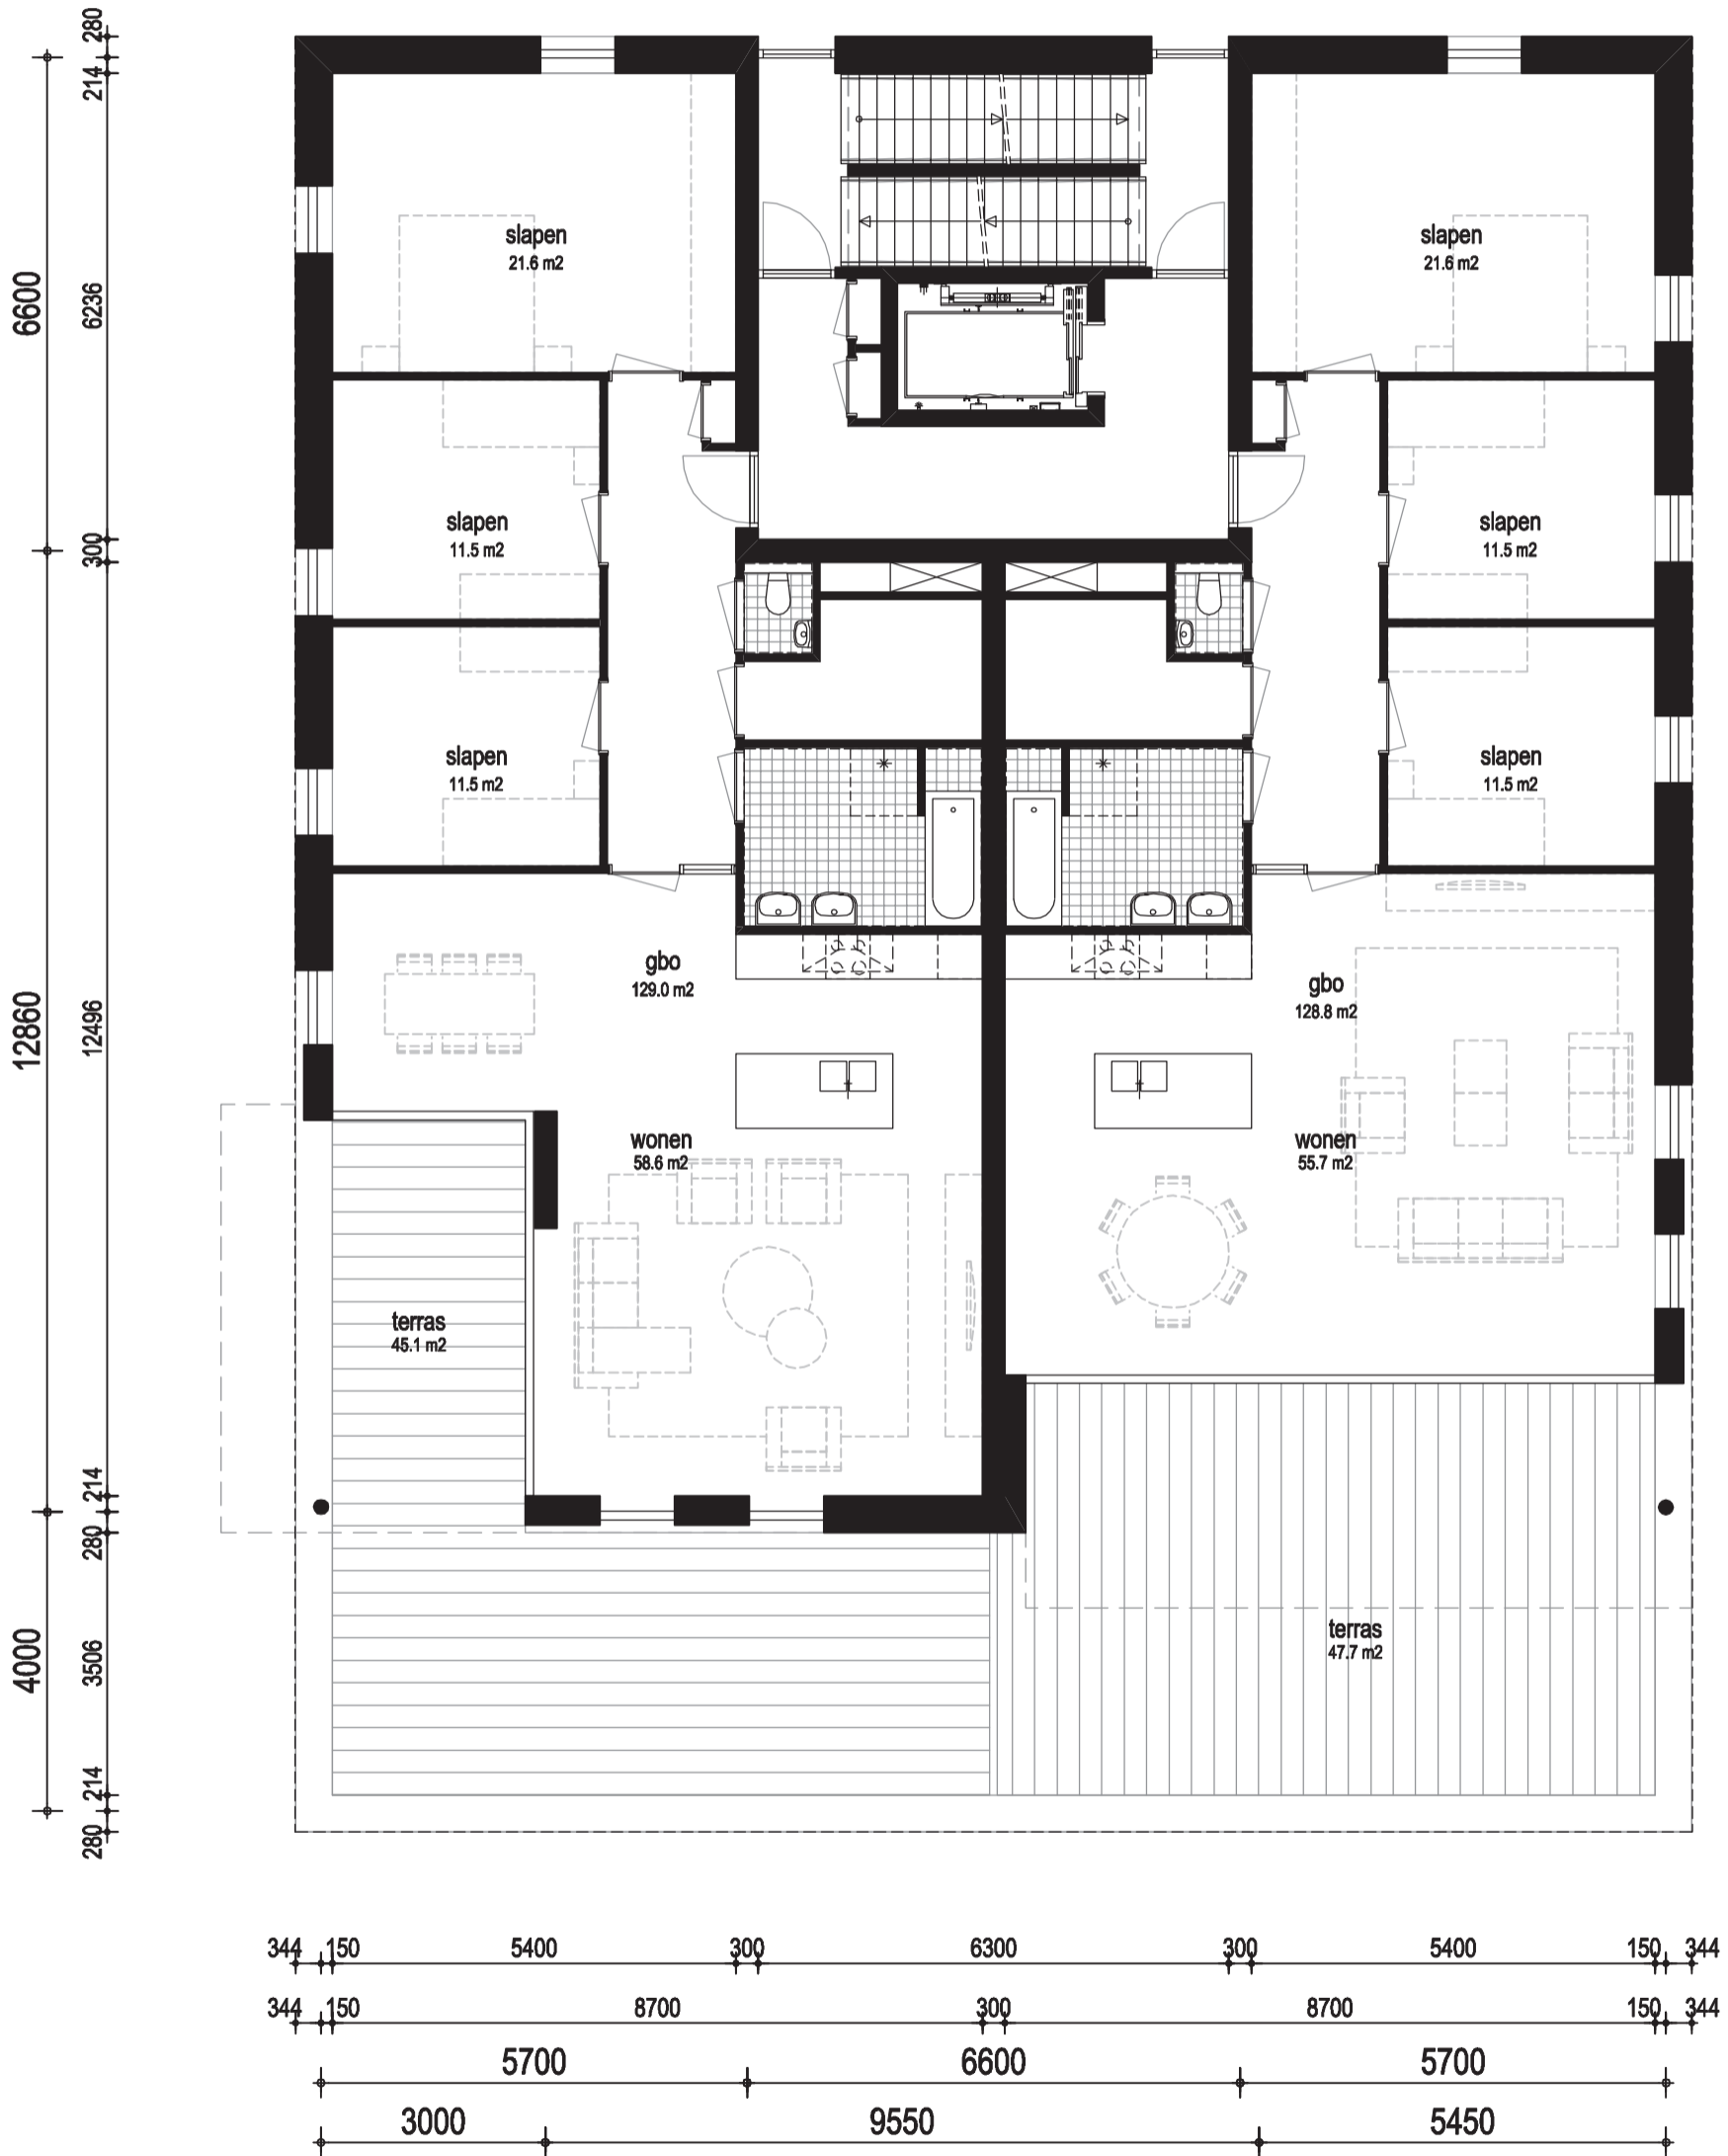 280
214
6600
6236
300
12860
12496
214
280
4000
3506
214
280
slapen
21.6 m2
slapen
21.6 m2
slapen
11.5 m2
slapen
11.5 m2
slapen
11.5 m2
slapen
11.5 m2
gbo
129.0 m2
gbo
128.8 m2
wonen
58.6 m2
wonen
55.7 m2
terras
45.1 m2
terras
47.7 m2
344 150 5400 300 6300 300 5400 150 344
344 150 8700 300 8700 150 344
5700 6600 5700
3000 9550 5450